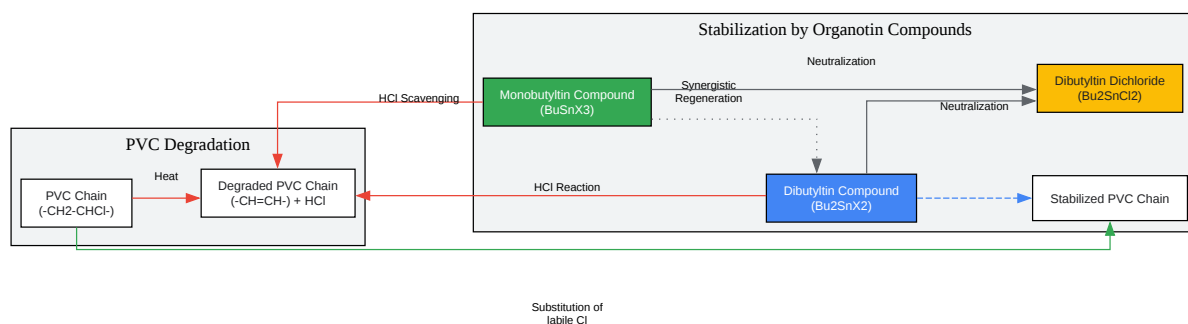 Stabilization by Organotin Compounds
Neutralization
Monobutyltin Compound
(BuSnX3)
Synergistic
Regeneration
Dibutyltin Dichloride
(Bu2SnCl2)
HCl Scavenging
Neutralization
PVC Degradation
Heat
PVC Chain
(-CH2-CHCl-)
Degraded PVC Chain
(-CH=CH-) + HCl
HCl Reaction
Dibutyltin Compound
(Bu2SnX2)
Stabilized PVC Chain
Substitution of
labile Cl